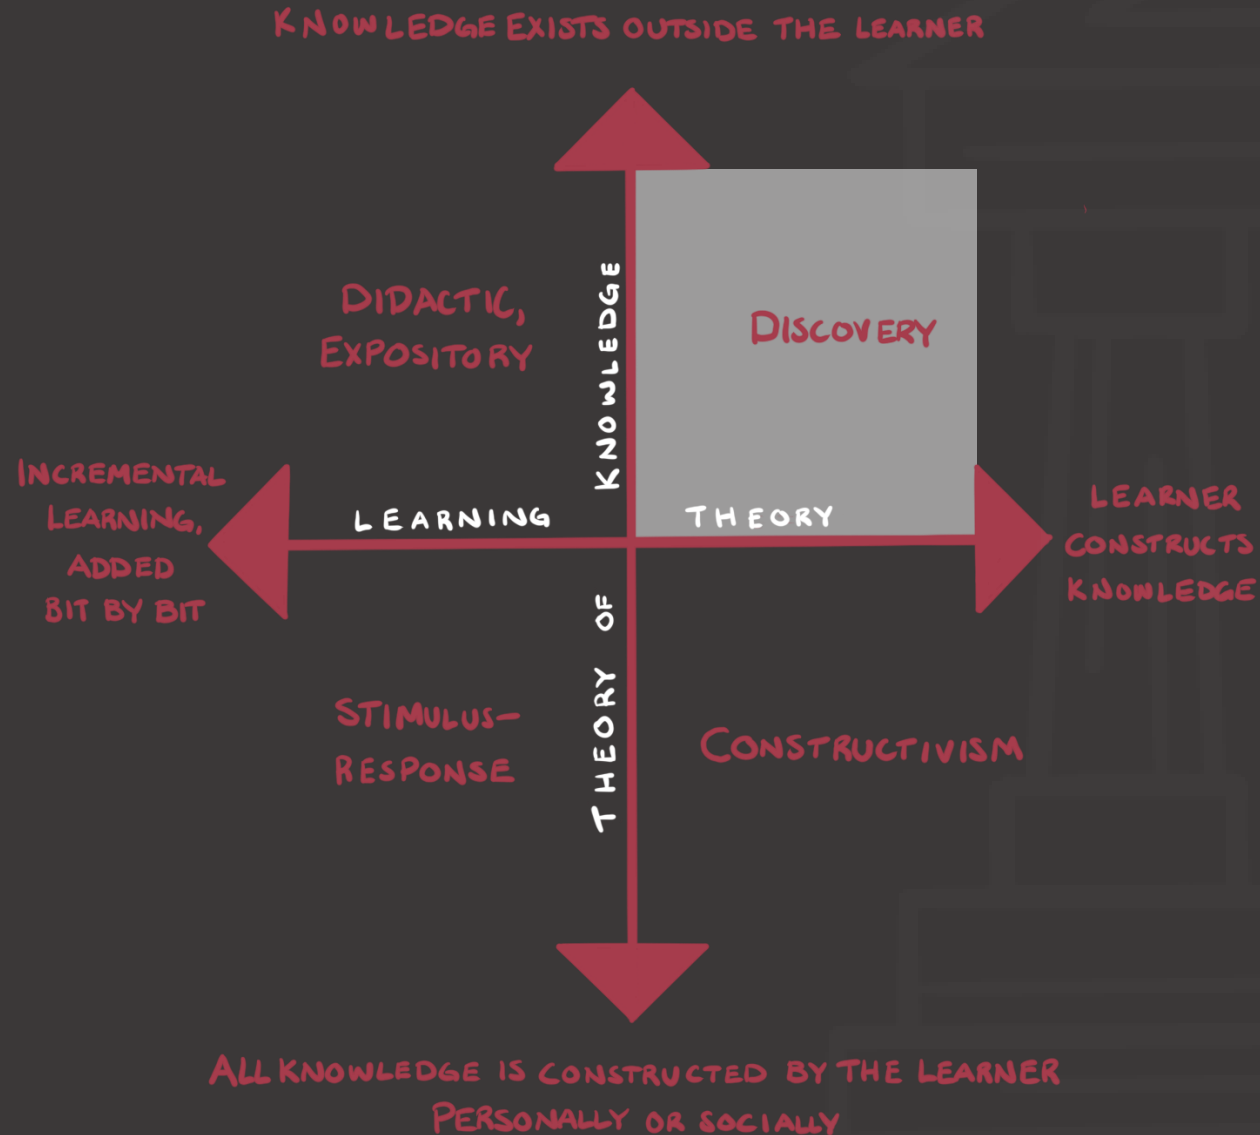 KNOWLEDGE EXISTS OUTSIDE THE LEARNER
DIDACTIC,
EXPOSITORY
DISCOVERY
THEORY OF KNOWLEDGE
INCREMENTAL
LEARNING,
ADDED
BIT BY BIT
LEARNING THEORY
LEARNER
CONSTRUCTS
KNOWLEDGE
STIMULUS-
RESPONSE
CONSTRUCTIVISM
ALL KNOWLEDGE IS CONSTRUCTED BY THE LEARNER
PERSONALLY OR SOCIALLY